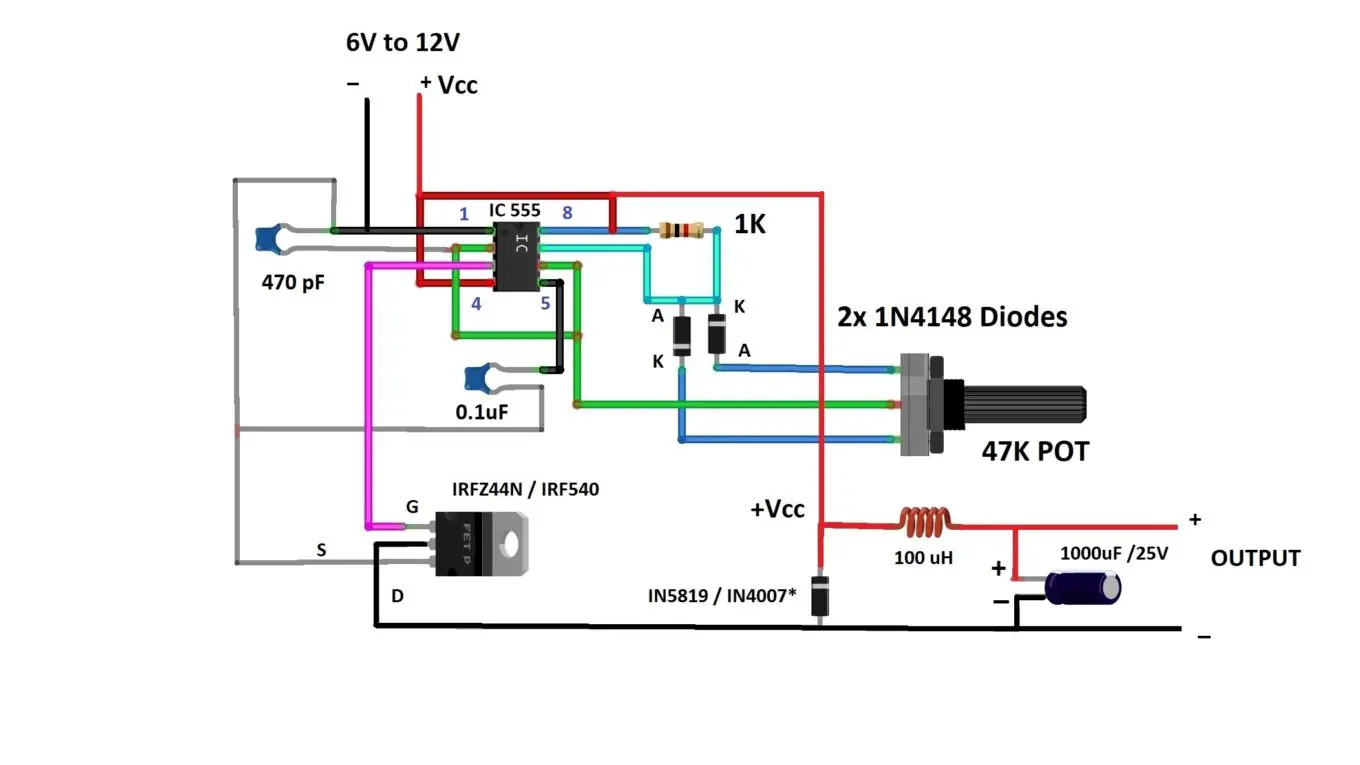 6V to 12V
– + Vcc
1 IC 555 8
IC
1K
470 pF
4 5
A K
2x 1N4148 Diodes
K A
0.1uF
47K POT
IRFZ44N / IRF540
G
+Vcc
FET P
S
+
OUTPUT
100 uH
1000uF /25V
+
–
D
IN5819 / IN4007*
–